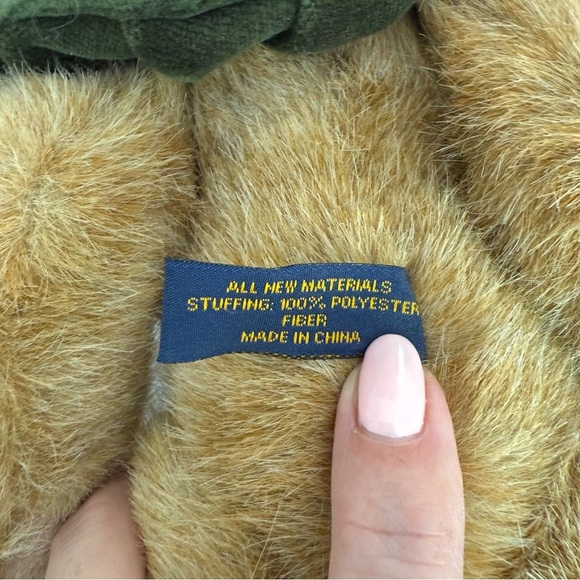 ALL NEW MATERIALS
STUFFING: 100% POLYESTER
FIBER
MADE IN CHINA